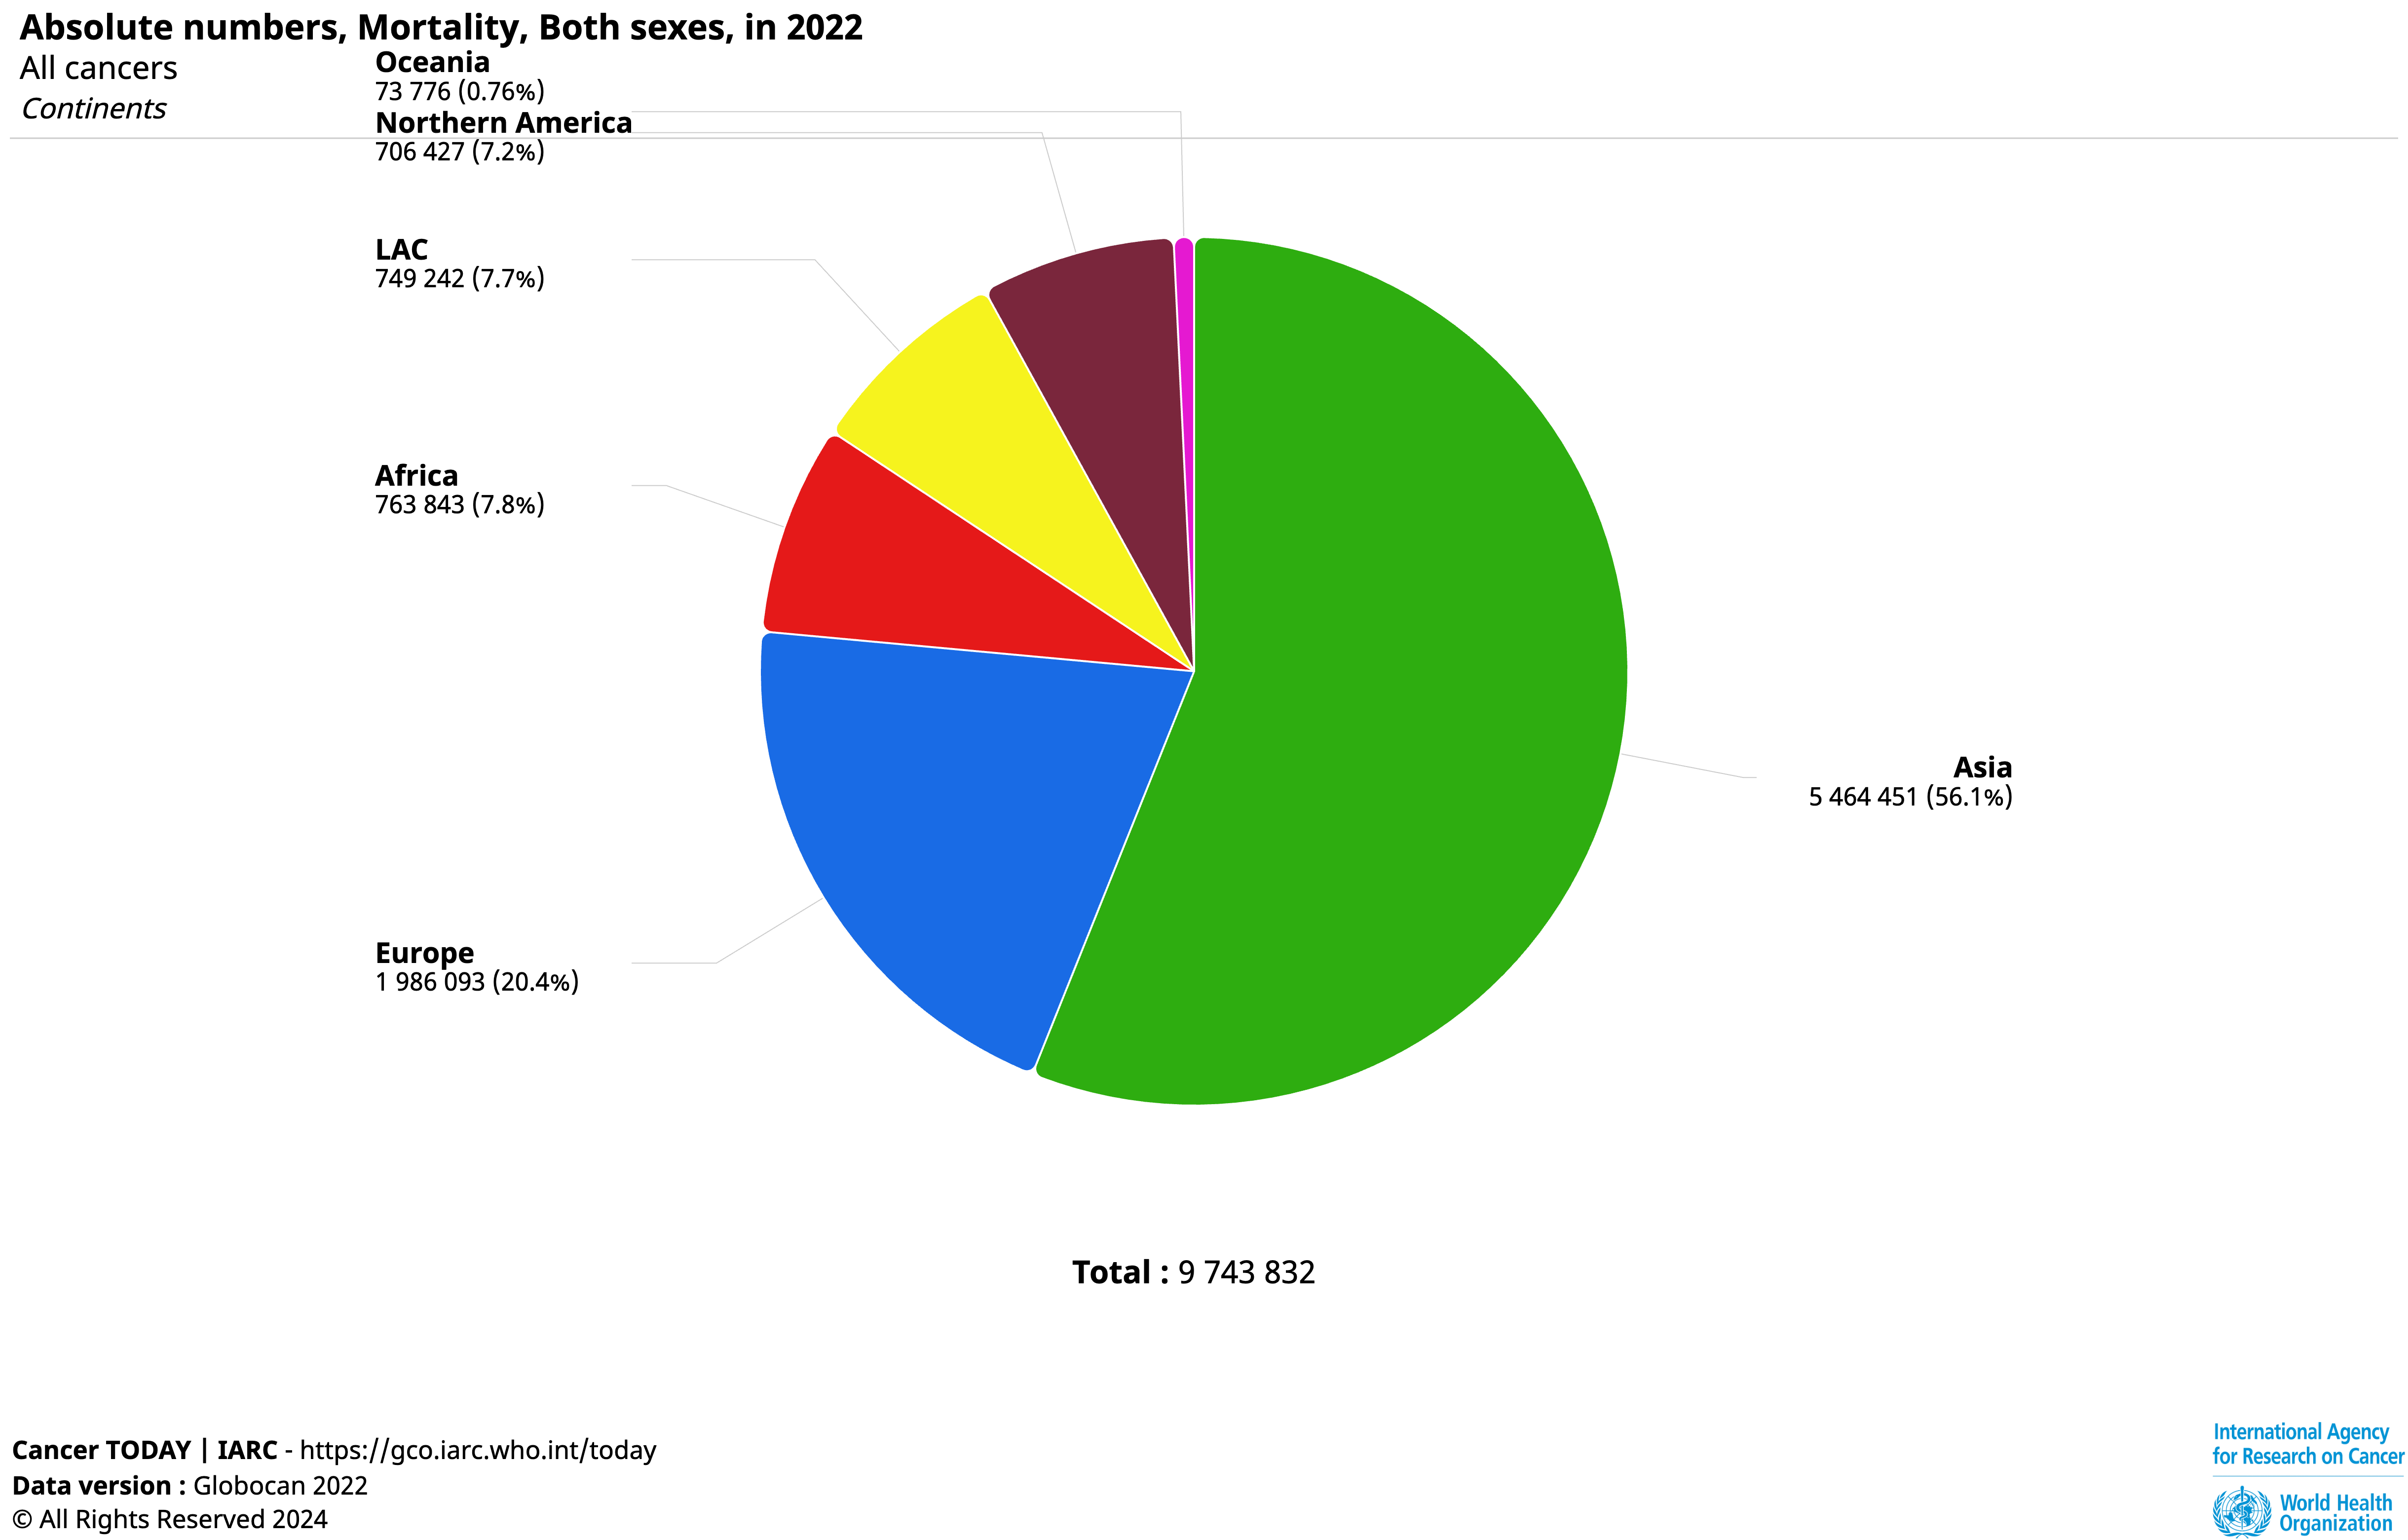 Absolute numbers, Mortality, Both sexes, in 2022
All cancers
Continents
Oceania
73 776 (0.76%)
Northern America
706 427 (7.2%)
LAC
749 242 (7.7%)
Africa
763 843 (7.8%)
Asia
5 464 451 (56.1%)
Europe
1 986 093 (20.4%)
Total : 9 743 832
Cancer TODAY | IARC - https://gco.iarc.who.int/today
Data version : Globocan 2022
© All Rights Reserved 2024
International Agency
for Research on Cancer
World Health
Organization